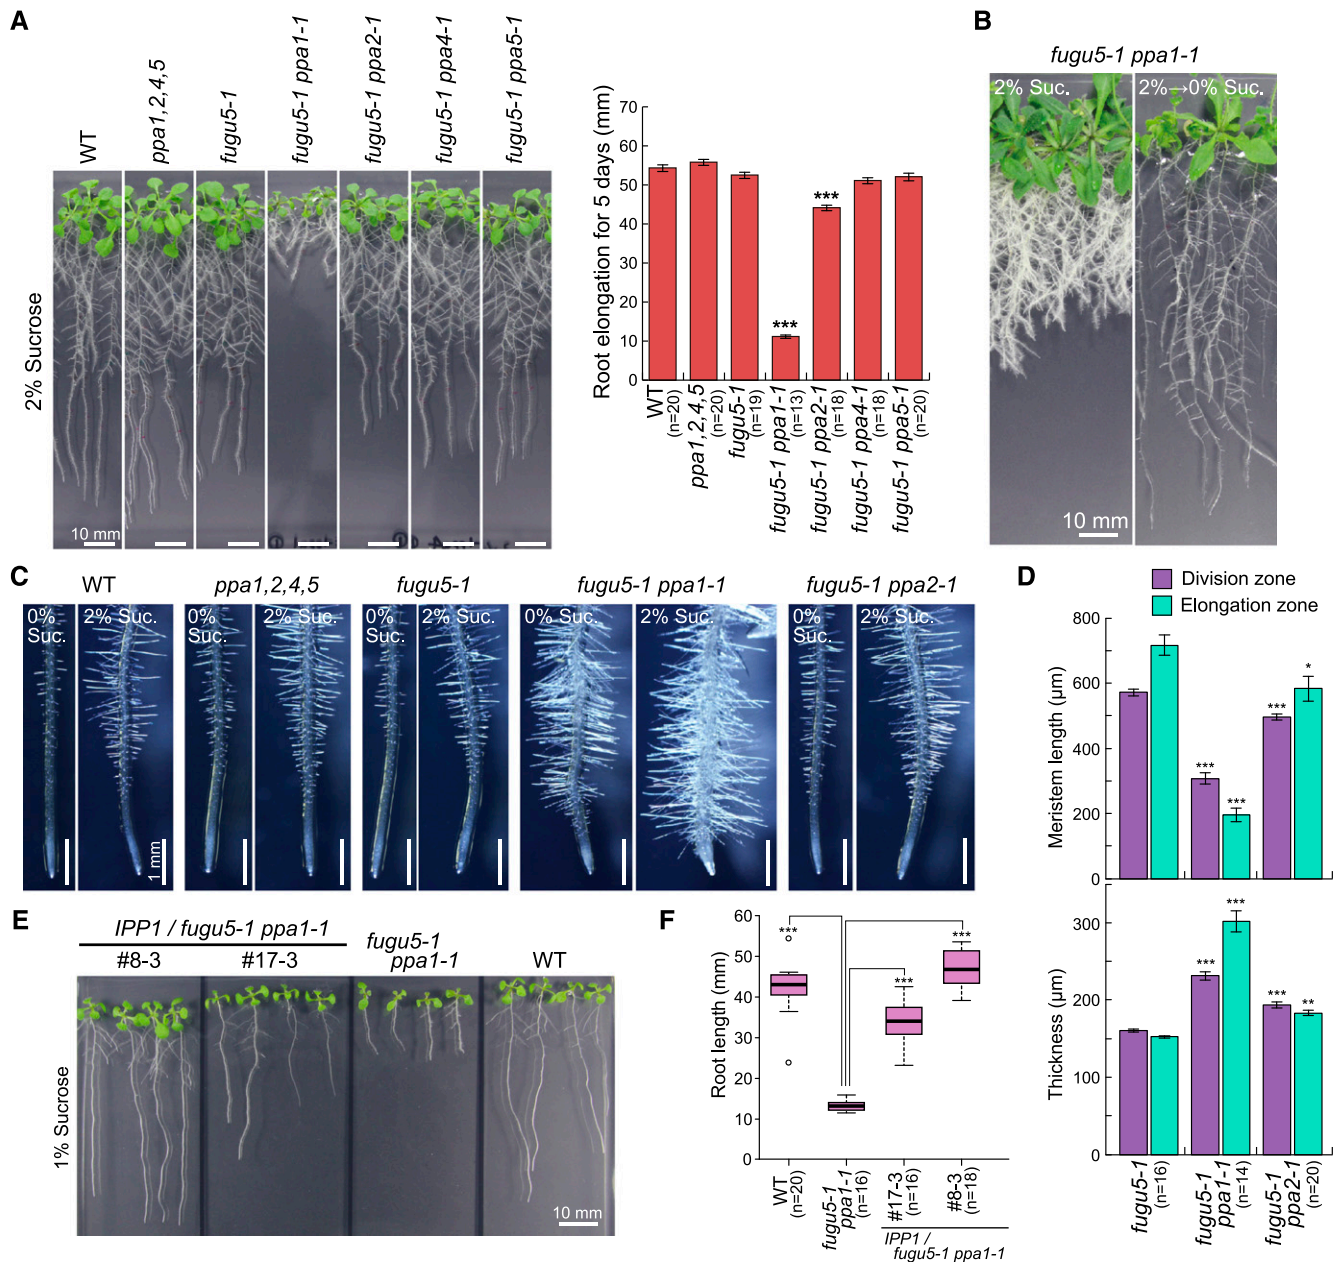 A
WT
ppa1,2,4,5
fugu5-1
fugu5-1 ppa1-1
fugu5-1 ppa2-1
fugu5-1 ppa4-1
fugu5-1 ppa5-1
2% Sucrose
10 mm
Root elongation for 5 days (mm)
70
60
50
40
30
20
10
0
***
***
WT
(n=20)
ppa1,2,4,5
(n=20)
fugu5-1
(n=19)
fugu5-1 ppa1-1
(n=13)
fugu5-1 ppa2-1
(n=18)
fugu5-1 ppa4-1
(n=18)
fugu5-1 ppa5-1
(n=20)
B
fugu5-1 ppa1-1
2% Suc.
2%→0% Suc.
10 mm
C
WT
ppa1,2,4,5
fugu5-1
fugu5-1 ppa1-1
fugu5-1 ppa2-1
0% Suc.
2% Suc.
0% Suc.
2% Suc.
0% Suc.
2% Suc.
0% Suc.
2% Suc.
0% Suc.
2% Suc.
1 mm
D
Division zone
Elongation zone
Meristem length (µm)
800
600
400
200
0
***
***
***
*
Thickness (µm)
300
200
100
0
***
***
***
**
fugu5-1
(n=16)
fugu5-1
ppa1-1
(n=14)
fugu5-1
ppa2-1
(n=20)
E
IPP1 / fugu5-1 ppa1-1
#8-3
#17-3
fugu5-1
ppa1-1
WT
1% Sucrose
10 mm
F
Root length (mm)
60
50
40
30
20
10
0
***
***
***
WT
(n=20)
fugu5-1
ppa1-1
(n=16)
#17-3
(n=16)
#8-3
(n=18)
IPP1 /
fugu5-1 ppa1-1